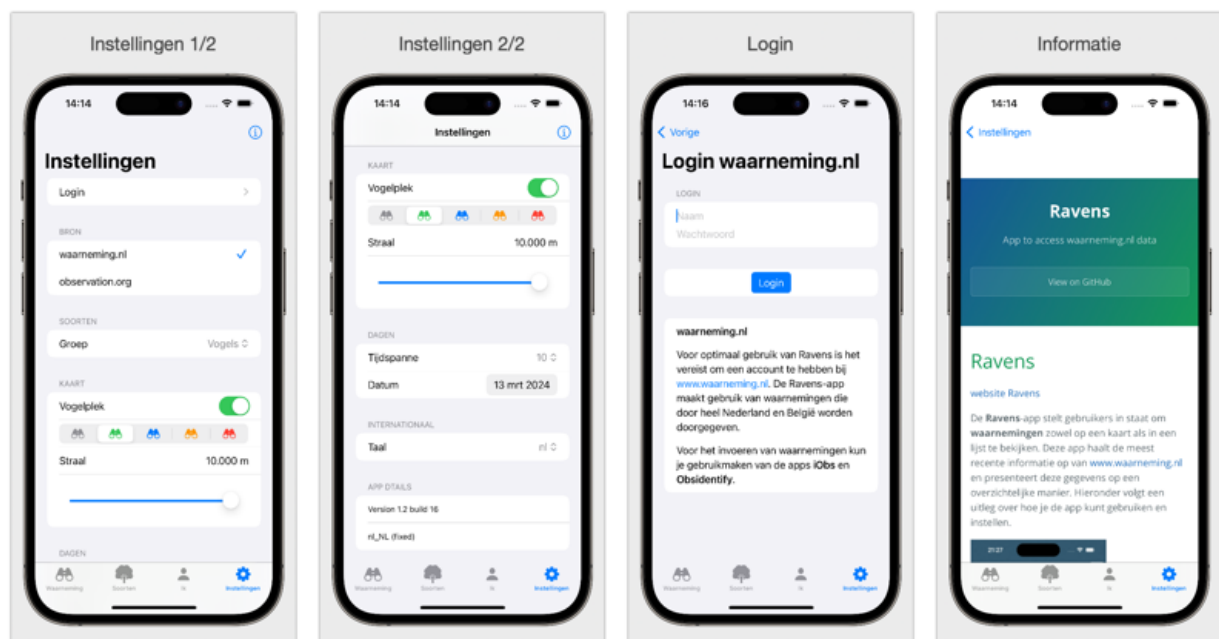 Instellingen 1/2
14:14
Instellingen
Login
BRON
waarneming.nl
observation.org
SOORTEN
Groep Vogels
KAART
Vogelplek
Straal 10.000 m
DAGEN
Waarneming Soorten Ik Instellingen
Instellingen 2/2
14:14
Instellingen
KAART
Vogelplek
Straal 10.000 m
DAGEN
Tijdspanne 10
Datum 13 mrt 2024
INTERNATIONAAL
Taal nl
APP DTAILS
Version 1.2 build 16
nl_NL (fixed)
Waarneming Soorten Ik Instellingen
Login
14:16
Vorige
Login waarneming.nl
LOGIN
Naam
Wachtwoord
Login
waarneming.nl
Voor optimaal gebruik van Ravens is het
vereist om een account te hebben bij
www.waarneming.nl. De Ravens-app
maakt gebruik van waarnemingen die
door heel Nederland en België worden
doorgegeven.
Voor het invoeren van waarnemingen kun
je gebruikmaken van de apps iObs en
Obsidentify.
Waarneming Soorten Ik Instellingen
Informatie
14:14
Instellingen
Ravens
App to access waarneming.nl data
View on GitHub
Ravens
website Ravens
De Ravens-app stelt gebruikers in staat om
waarnemingen zowel op een kaart als in een
lijst te bekijken. Deze app haalt de meest
recente informatie op van www.waarneming.nl
en presenteert deze gegevens op een
overzichtelijke manier. Hieronder volgt een
uitleg over hoe je de app kunt gebruiken en
instellen.
21:27
Waarneming Soorten Ik Instellingen